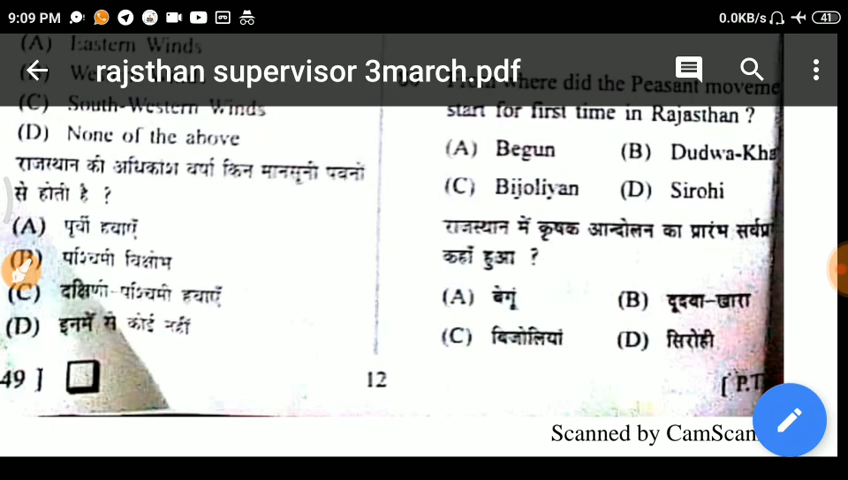 9:09 PM
0.0KB/s
41
rajsthan supervisor 3march.pdf
(A) Eastern Winds
(C) South-Western Winds
(D) None of the above
राजस्थान की अधिकांश वर्षा किन मानसूनी पवनों
से होती है ?
(A) पूर्वी हवाएँ
(B) पश्चिमी विक्षोभ
(C) दक्षिणी-पश्चिमी हवाएँ
(D) इनमें से कोई नहीं
49 ]
12
where did the Peasant moveme
start for first time in Rajasthan ?
(A) Begun (B) Dudwa-Kha
(C) Bijoliyan (D) Sirohi
राजस्थान में कृषक आन्दोलन का प्रारंभ सर्वप्र
कहाँ हुआ ?
(A) बेगूं (B) दूदवा-खारा
(C) बिजोलियां (D) सिरोही
[ P.T
Scanned by CamScan